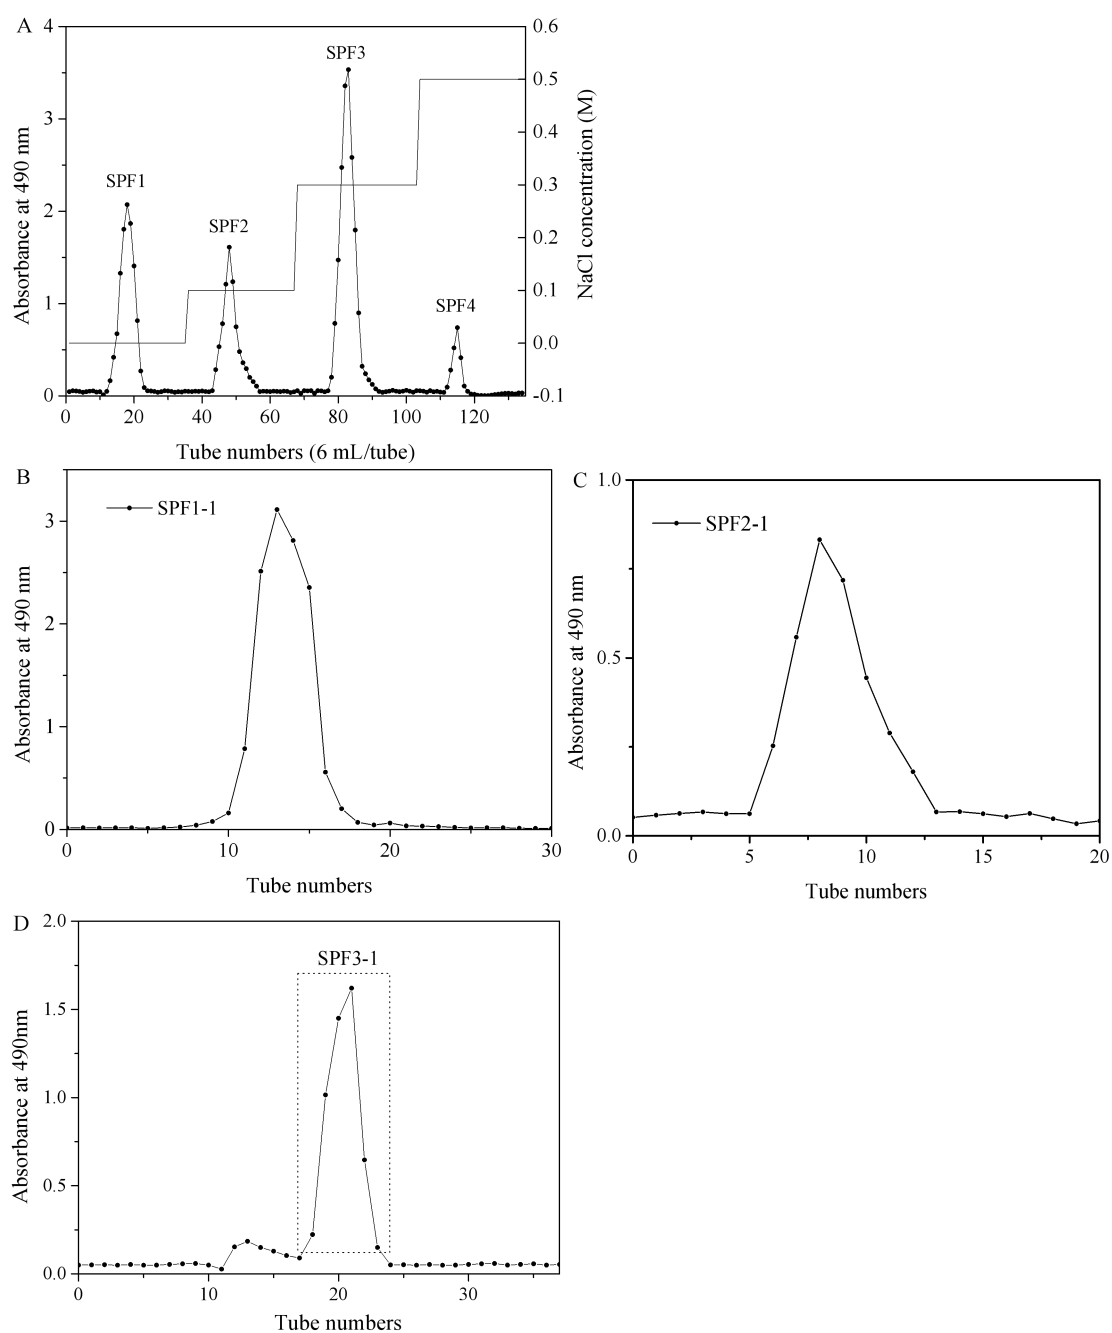 A
4
3
2
1
0
Absorbance at 490 nm
SPF1
SPF2
SPF3
SPF4
0.6
0.5
0.4
0.3
0.2
0.1
0.0
-0.1
NaCl concentration (M)
0 20 40 60 80 100 120
Tube numbers (6 mL/tube)
B
3
2
1
0
Absorbance at 490 nm
SPF1-1
0 10 20 30
Tube numbers
C
1.0
0.5
0.0
Absorbance at 490 nm
SPF2-1
0 5 10 15 20
Tube numbers
D
2.0
1.5
1.0
0.5
0.0
Absorbance at 490nm
SPF3-1
0 10 20 30
Tube numbers